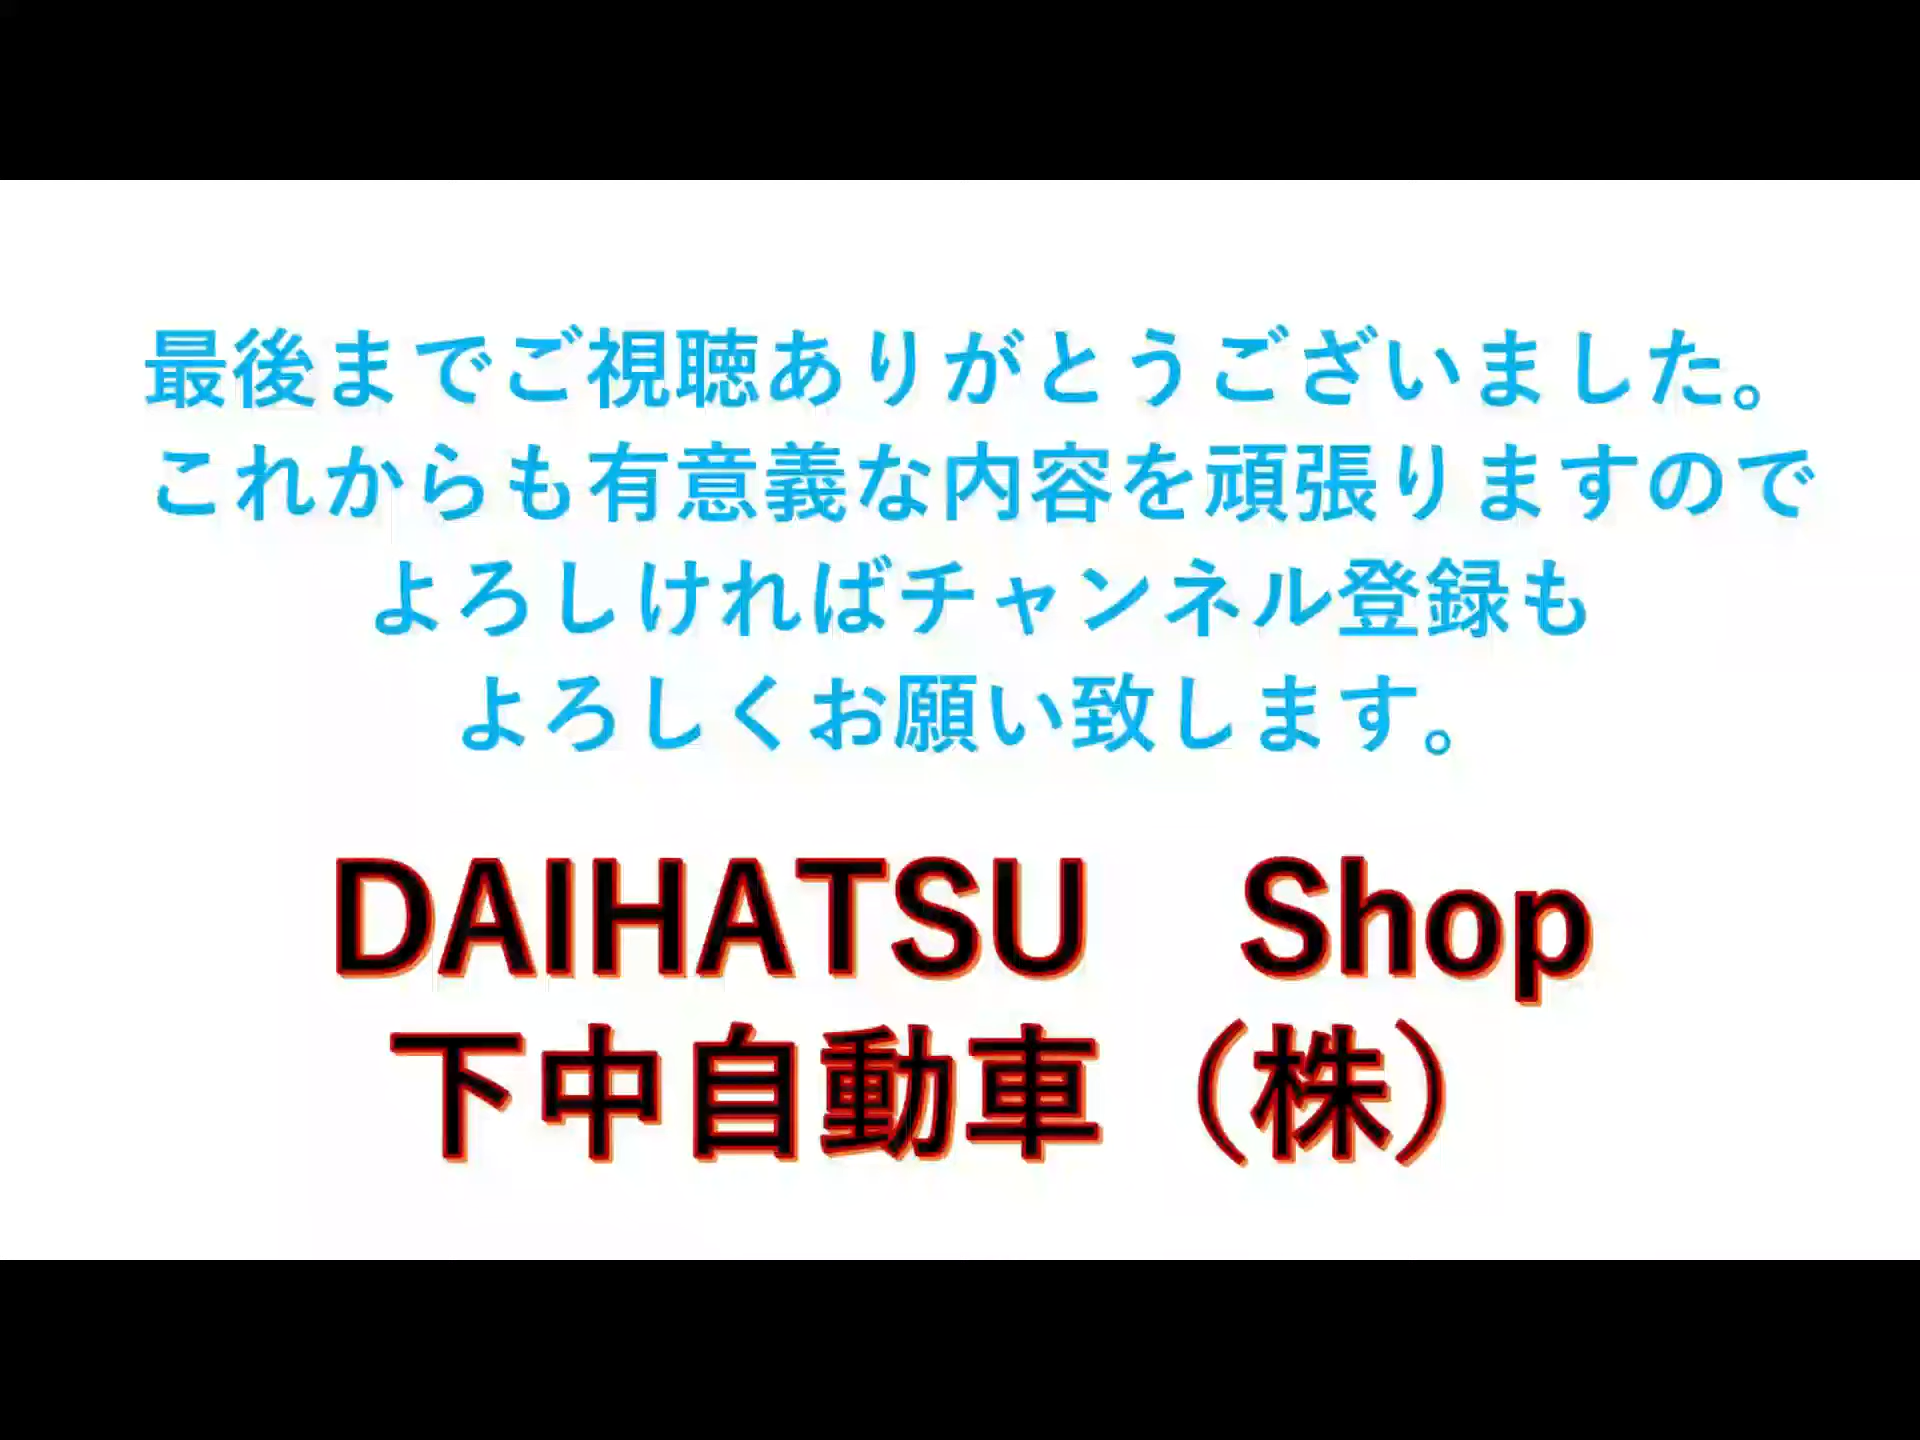 最後までご視聴ありがとうございました。
これからも有意義な内容を頑張りますので
よろしければチャンネル登録も
よろしくお願い致します。
DAIHATSU　Shop
下中自動車（株）